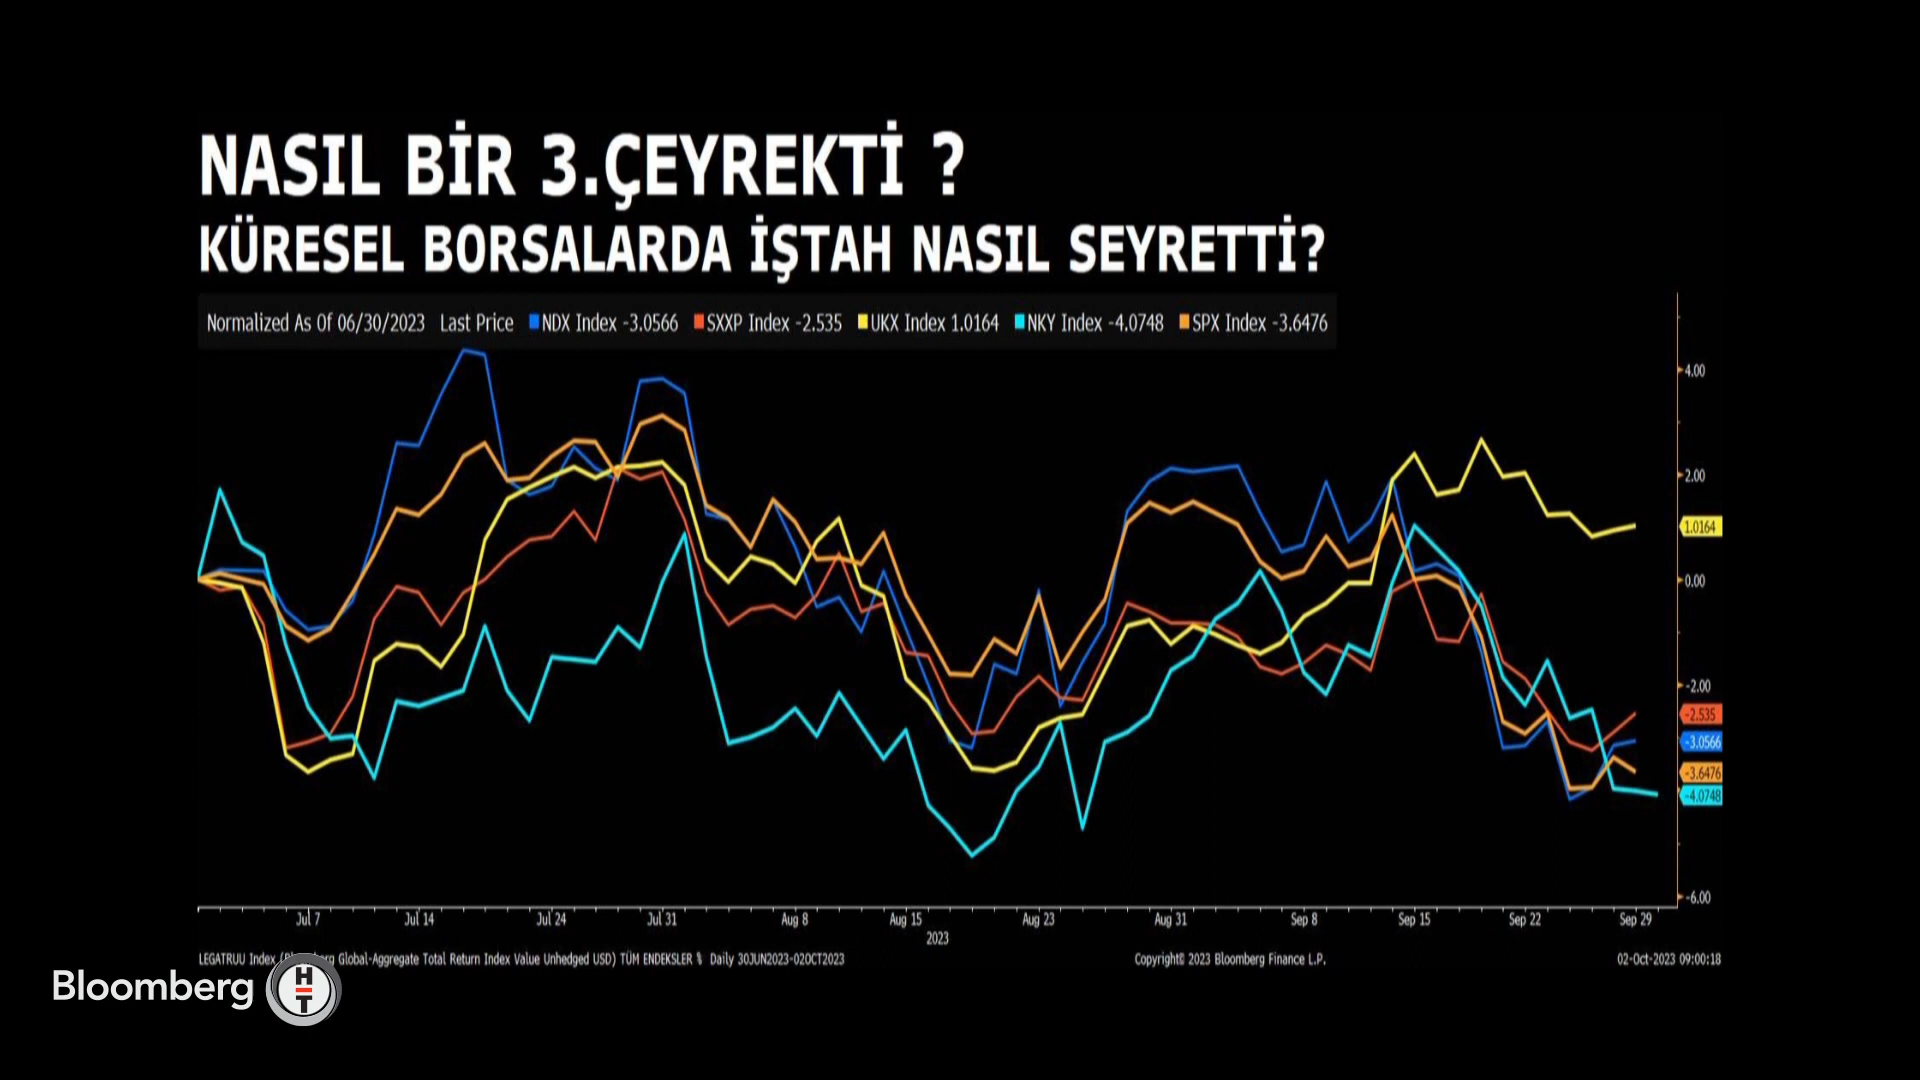 NASIL BİR 3.ÇEYREKTİ ?
KÜRESEL BORSALARDA İŞTAH NASIL SEYRETTİ?
Normalized As Of 06/30/2023 Last Price NDX Index -3.0566 SXXP Index -2.535 UKX Index 1.0164 NKY Index -4.0748 SPX Index -3.6476
4.00
2.00
1.0164
0.00
-2.00
-2.535
-3.0566
-3.6476
-4.0748
-6.00
Jul 7 Jul 14 Jul 24 Jul 31 Aug 8 Aug 15 Aug 23 Aug 31 Sep 8 Sep 15 Sep 22 Sep 29
2023
LEGATRUU Index Global-Aggregate Total Return Index Value Unhedged USD) TÜM ENDEKSLER % Daily 30JUN2023-02OCT2023 Copyright© 2023 Bloomberg Finance L.P. 02-Oct-2023 09:00:18
Bloomberg HT